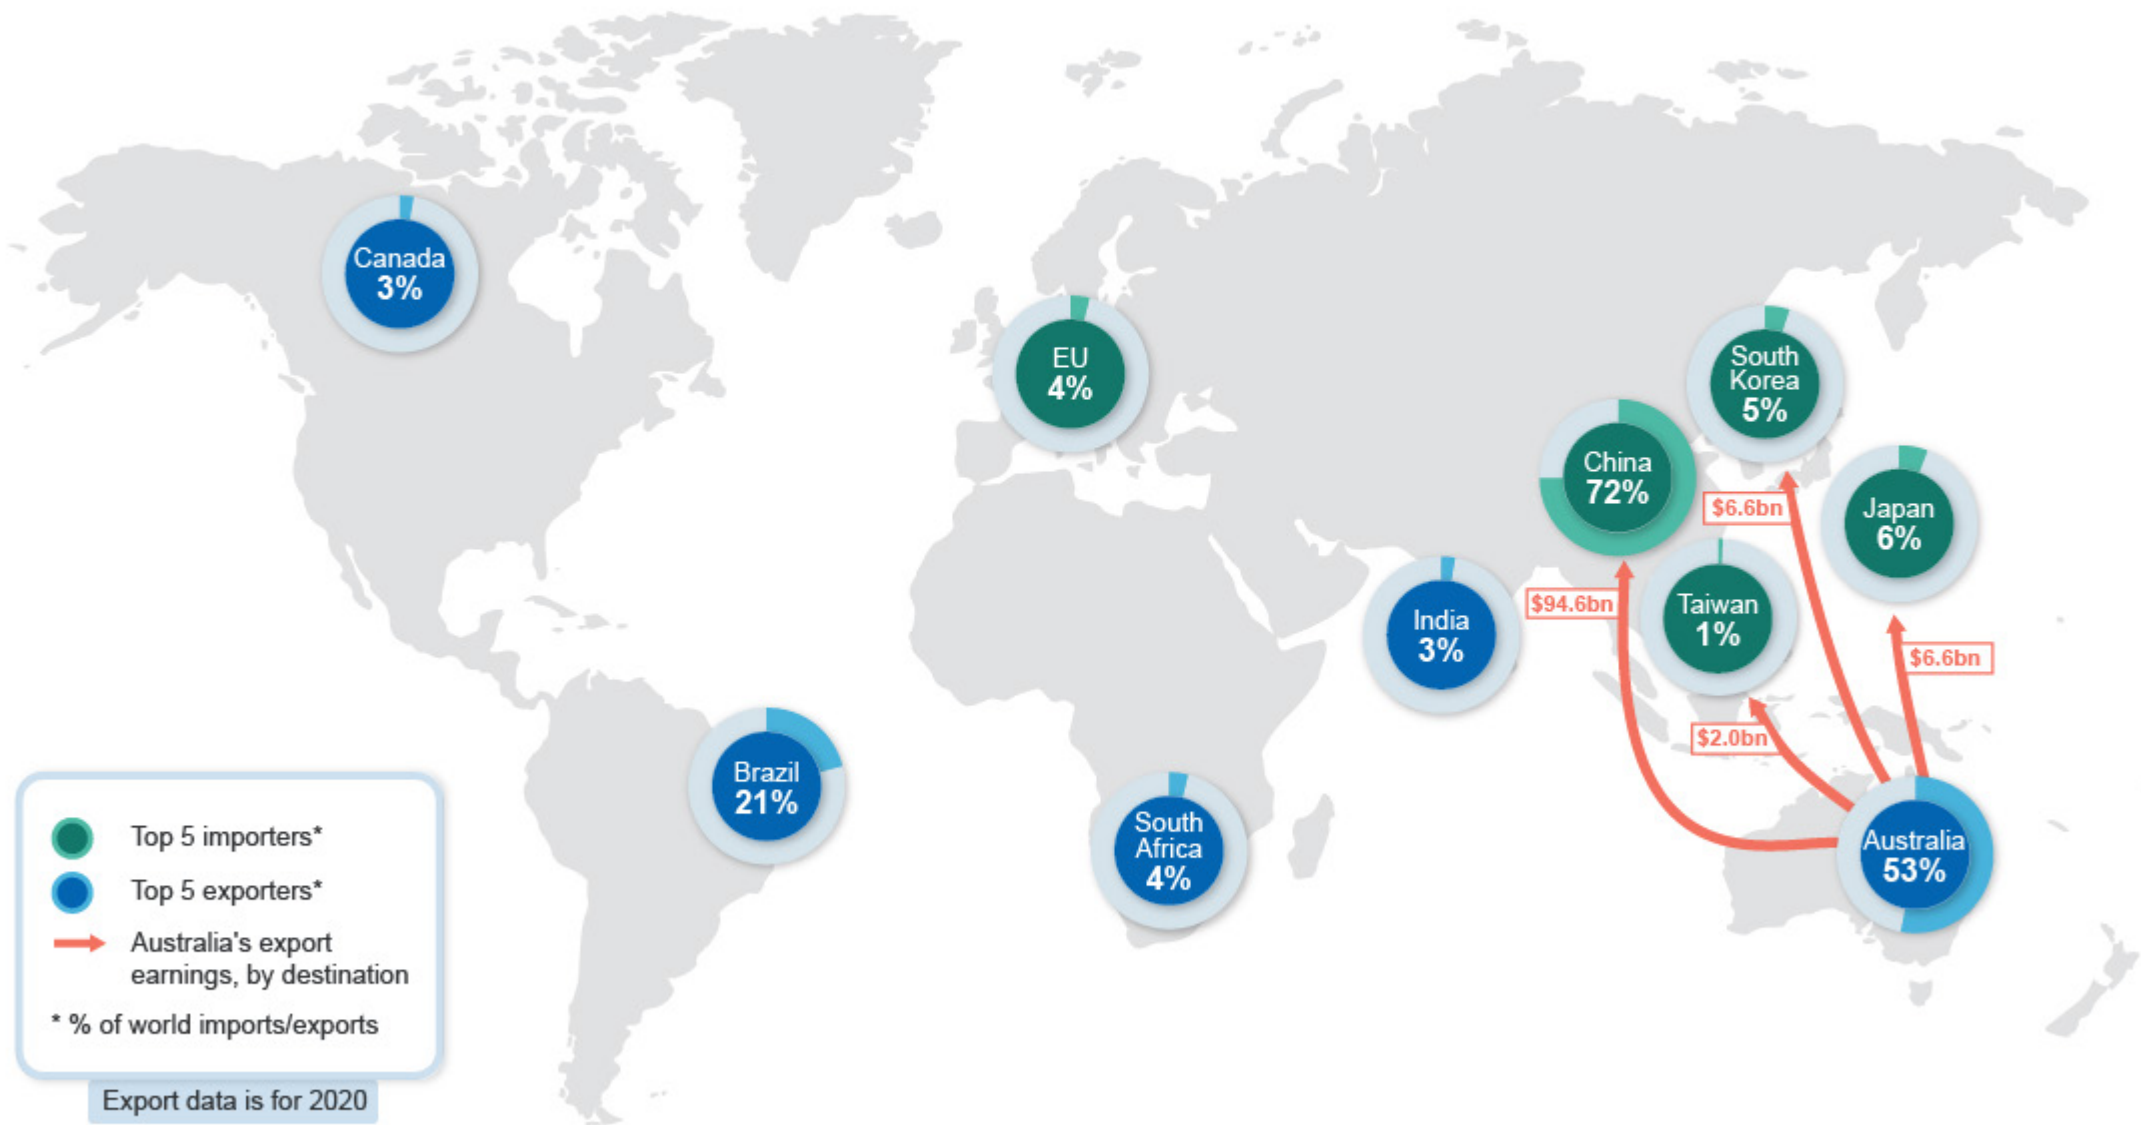 Canada
3%
EU
4%
South
Korea
5%
China
72%
$6.6bn
Japan
6%
$94.6bn
Taiwan
1%
India
3%
$6.6bn
$2.0bn
Brazil
21%
South
Africa
4%
Australia
53%
Top 5 importers*
Top 5 exporters*
Australia's export
earnings, by destination
* % of world imports/exports
Export data is for 2020